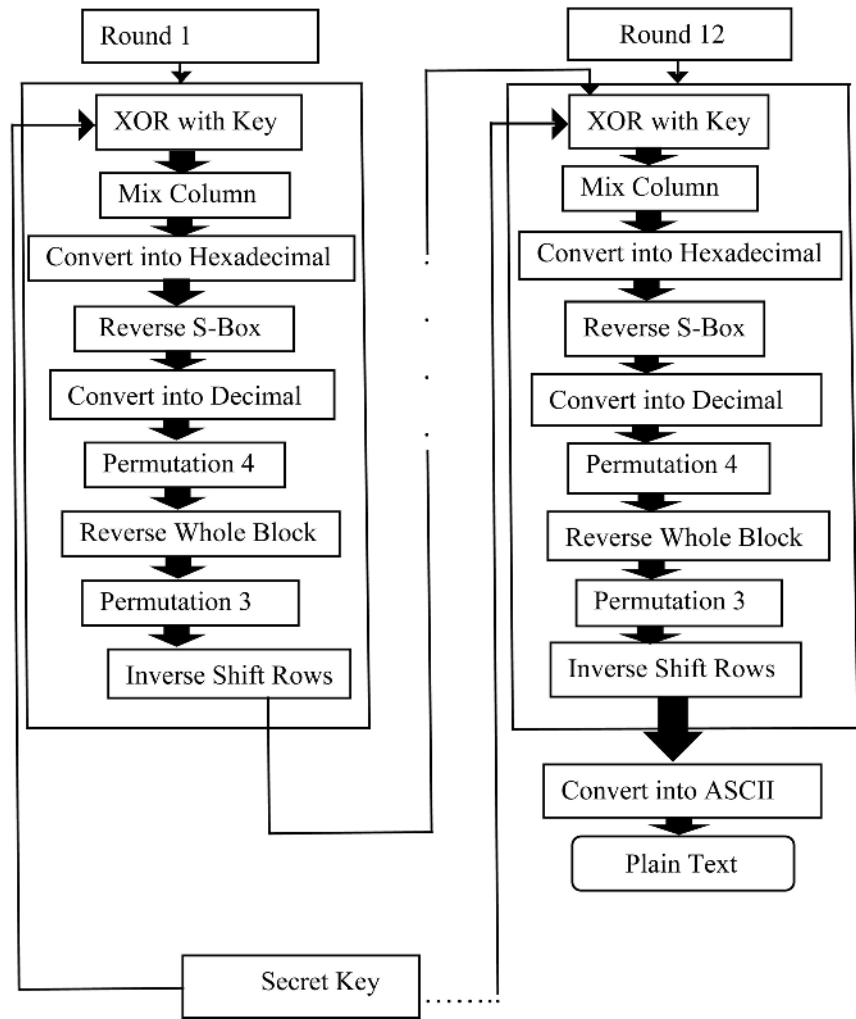 Round 1
XOR with Key
Mix Column
Convert into Hexadecimal
Reverse S-Box
Convert into Decimal
Permutation 4
Reverse Whole Block
Permutation 3
Inverse Shift Rows
Round 12
XOR with Key
Mix Column
Convert into Hexadecimal
Reverse S-Box
Convert into Decimal
Permutation 4
Reverse Whole Block
Permutation 3
Inverse Shift Rows
Convert into ASCII
Plain Text
Secret Key